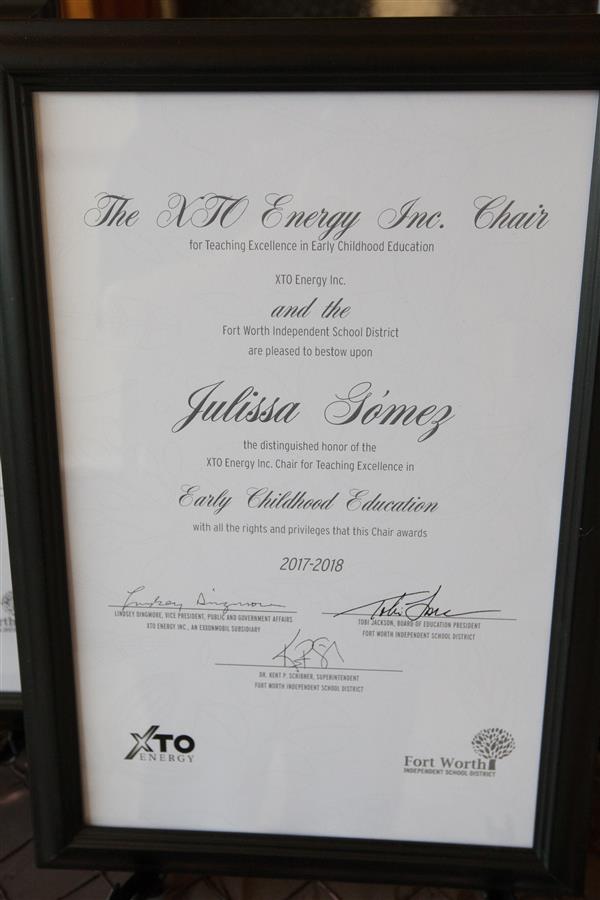 The XTO Energy Inc. Chair
for Teaching Excellence in Early Childhood Education
XTO Energy Inc.
and the
Fort Worth Independent School District
are pleased to bestow upon
Julissa Gómez
the distinguished honor of the
XTO Energy Inc. Chair for Teaching Excellence in
Early Childhood Education
with all the rights and privileges that this Chair awards
2017-2018
Lindsey Dingmore
LINDSEY DINGMORE, VICE PRESIDENT, PUBLIC AND GOVERNMENT AFFAIRS
XTO ENERGY INC., AN EXXONMOBIL SUBSIDIARY
TOBI JACKSON, BOARD OF EDUCATION PRESIDENT
FORT WORTH INDEPENDENT SCHOOL DISTRICT
DR. KENT P. SCRIBNER, SUPERINTENDENT
FORT WORTH INDEPENDENT SCHOOL DISTRICT
XTO
ENERGY
Fort Worth
INDEPENDENT SCHOOL DISTRICT